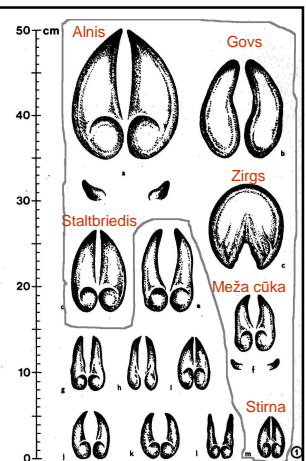 50 cm
Alnis
Govs
40
a
b
Zirgs
30
Staltbriedis
c
Meža cūka
20
e
f
g
h
i
Stirna
10
j
k
l
m
0